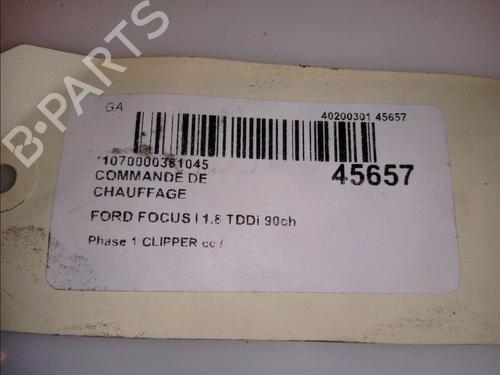 B-PARTS
GA
40200301 45657
*1070000381045
45657
COMMANDE DE
CHAUFFAGE
FORD FOCUS I 1.8 TDDi 90ch
Phase 1 CLIPPER cc /